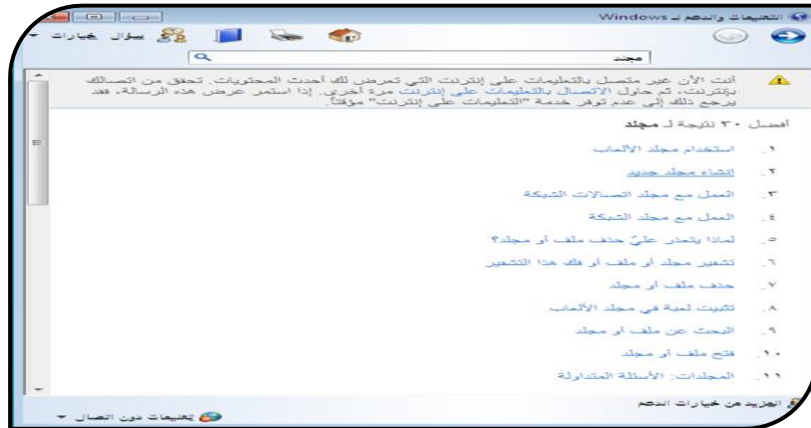 التعليمات والدعم لـ Windows
سؤال خيارات
مجلد
أنت الآن غير متصل بالتعليمات على إنترنت التي تعرض لك أحدث المحتويات. تحقق من اتصالك
بإنترنت، ثم حاول الاتصال بالتعليمات على إنترنت مرة أخرى. إذا استمر عرض هذه الرسالة، فقد
يرجع ذلك إلى عدم توفر خدمة "التعليمات على إنترنت" مؤقتاً.
أفضل ٣٠ نتيجة لـ مجلد
١. استخدام مجلد الألعاب
٢. إنشاء مجلد جديد
٣. العمل مع مجلد اتصالات الشبكة
٤. العمل مع مجلد الشبكة
٥. لماذا يتعذر عليّ حذف ملف أو مجلد؟
٦. تشفير مجلد أو ملف أو فك هذا التشفير
٧. حذف ملف أو مجلد
٨. تثبيت لعبة في مجلد الألعاب
٩. البحث عن ملف أو مجلد
١٠. فتح ملف أو مجلد
١١. المجلدات: الأسئلة المتداولة
المزيد من خيارات الدعم
تعليمات دون اتصال